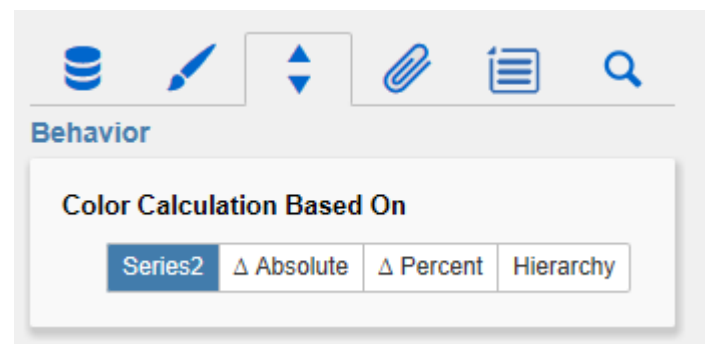 Behavior
Color Calculation Based On
Series2 Δ Absolute Δ Percent Hierarchy